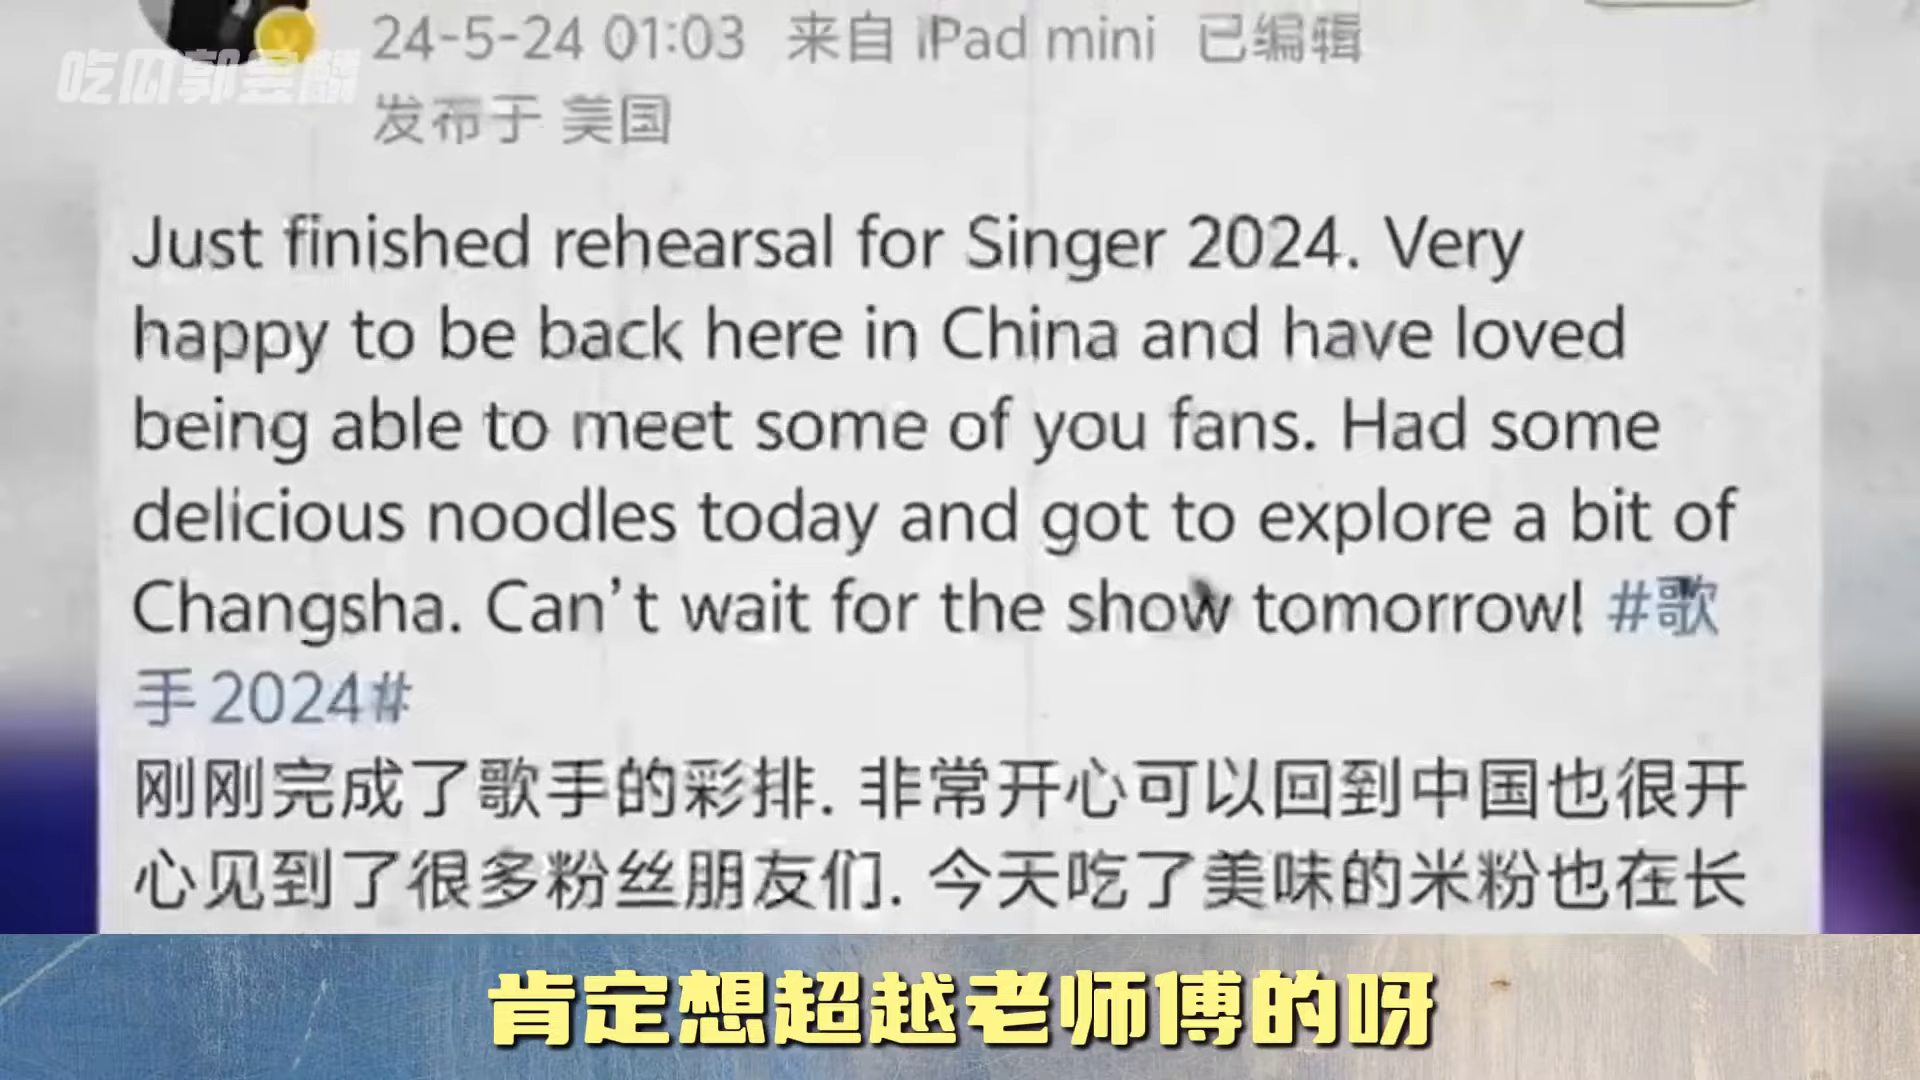 24-5-24 01:03 来自 iPad mini 已编辑
吃瓜郭
发布于 美国
Just finished rehearsal for Singer 2024. Very
happy to be back here in China and have loved
being able to meet some of you fans. Had some
delicious noodles today and got to explore a bit of
Changsha. Can't wait for the show tomorrow! #歌
手2024#
刚刚完成了歌手的彩排. 非常开心可以回到中国也很开
心见到了很多粉丝朋友们. 今天吃了美味的米粉也在长
肯定想超越老师傅的呀